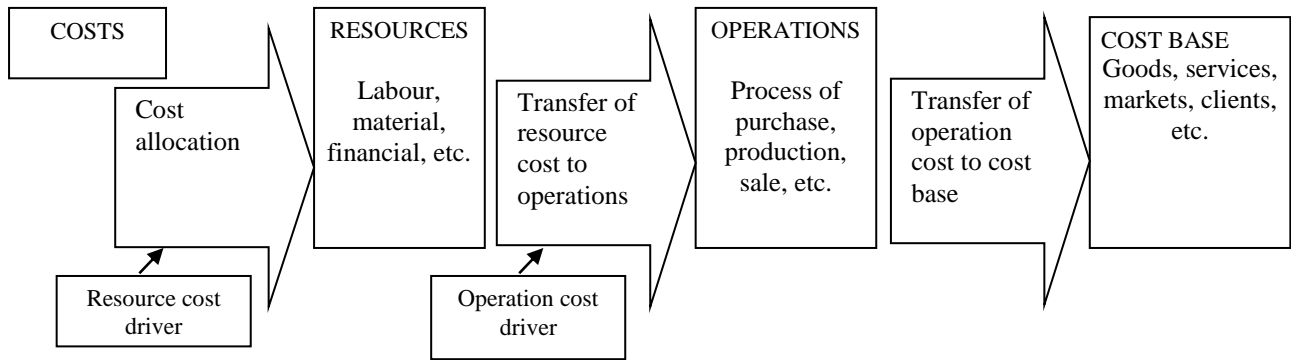 COSTS
Cost
allocation
Resource cost
driver
RESOURCES
Labour,
material,
financial, etc.
Transfer of
resource
cost to
operations
Operation cost
driver
OPERATIONS
Process of
purchase,
production,
sale, etc.
Transfer of
operation
cost to cost
base
COST BASE
Goods, services,
markets, clients,
etc.